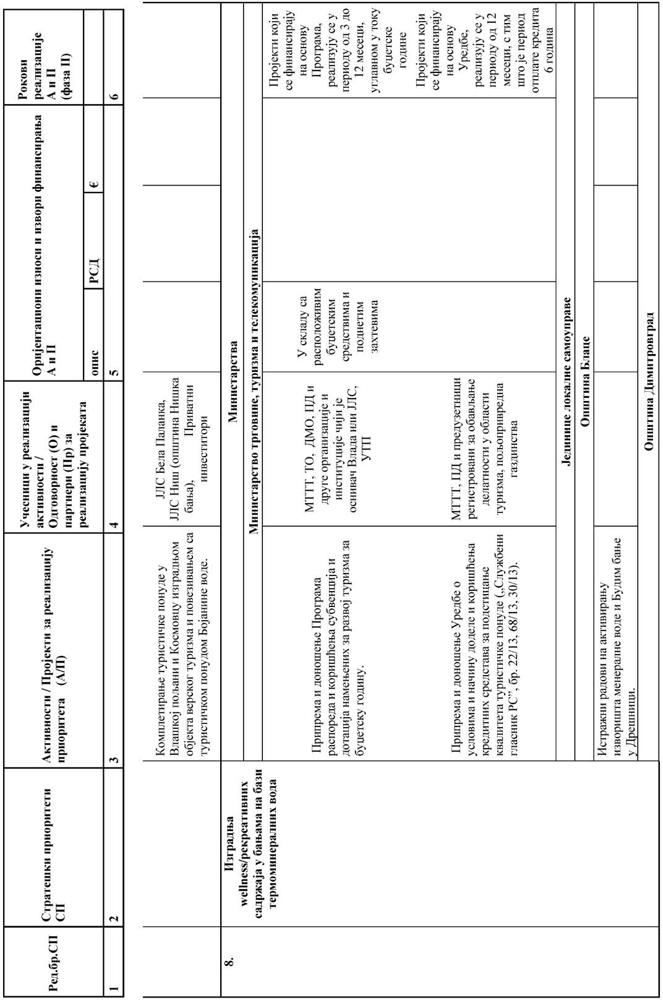 Ред.бр.СП
Стратешки приоритети
СП
Активности / Пројекти за реализацију
приоритета (А/П)
Учесници у реализацији
активности /
Одговорност (О) и
партнери (Пр) за
реализацију пројеката
Оријентациони износи и извори финансирања
А и П
опис
РСД
€
Рокови
реализације
А и П
(фаза II)
1
2
3
4
5
6
Комплетирање туристичке понуде у
Влашкој пољани и Космовцу изградњом
објекта верског туризма и повезивањем са
туристичком понудом Бојанине воде.
ЈЛС Бела Паланка,
ЈЛС Ниш (општина Нишка
бања), Приватни
инвеститори
8.
Изградња
wellness/рекреативних
садржаја у бањама на бази
термоминералних вода
Министарства
Министарство трговине, туризма и телекомуникација
Припрема и доношење Програма
распореда и коришћења субвенција и
дотација намењених за развој туризма за
буџетску годину.
МТТТ, ТО, ДМО, ПД и
друге организације и
институције чији је
оснивач Влада или ЈЛС,
УТП
У складу са
расположивим
буџетским
средствима и
поднетим
захтевима
Пројекти који
се финансирају
на основу
Програма,
реализују се у
периоду од 3 до
12 месеци,
углавном у току
буџетске
године
Припрема и доношење Уредбе о
условима и начину доделе и коришћења
кредитних средстава за подстицање
квалитета туристичке понуде („Службени
гласник РС”, бр. 22/13, 68/13, 30/13).
МТТТ, ПД и предузетници
регистровани за обављање
делатности у области
туризма, пољопривредна
газдинства
Пројекти који
се финансирају
на основу
Уредбе,
реализују се у
периоду од 12
месеци, с тим
што је период
отплате кредита
6 година
Јединице локалне самоуправе
Општина Блаце
Истражни радови на активирању
изворишта менералне воде и Будим бање
у Дрешници.
Општина Димитровград